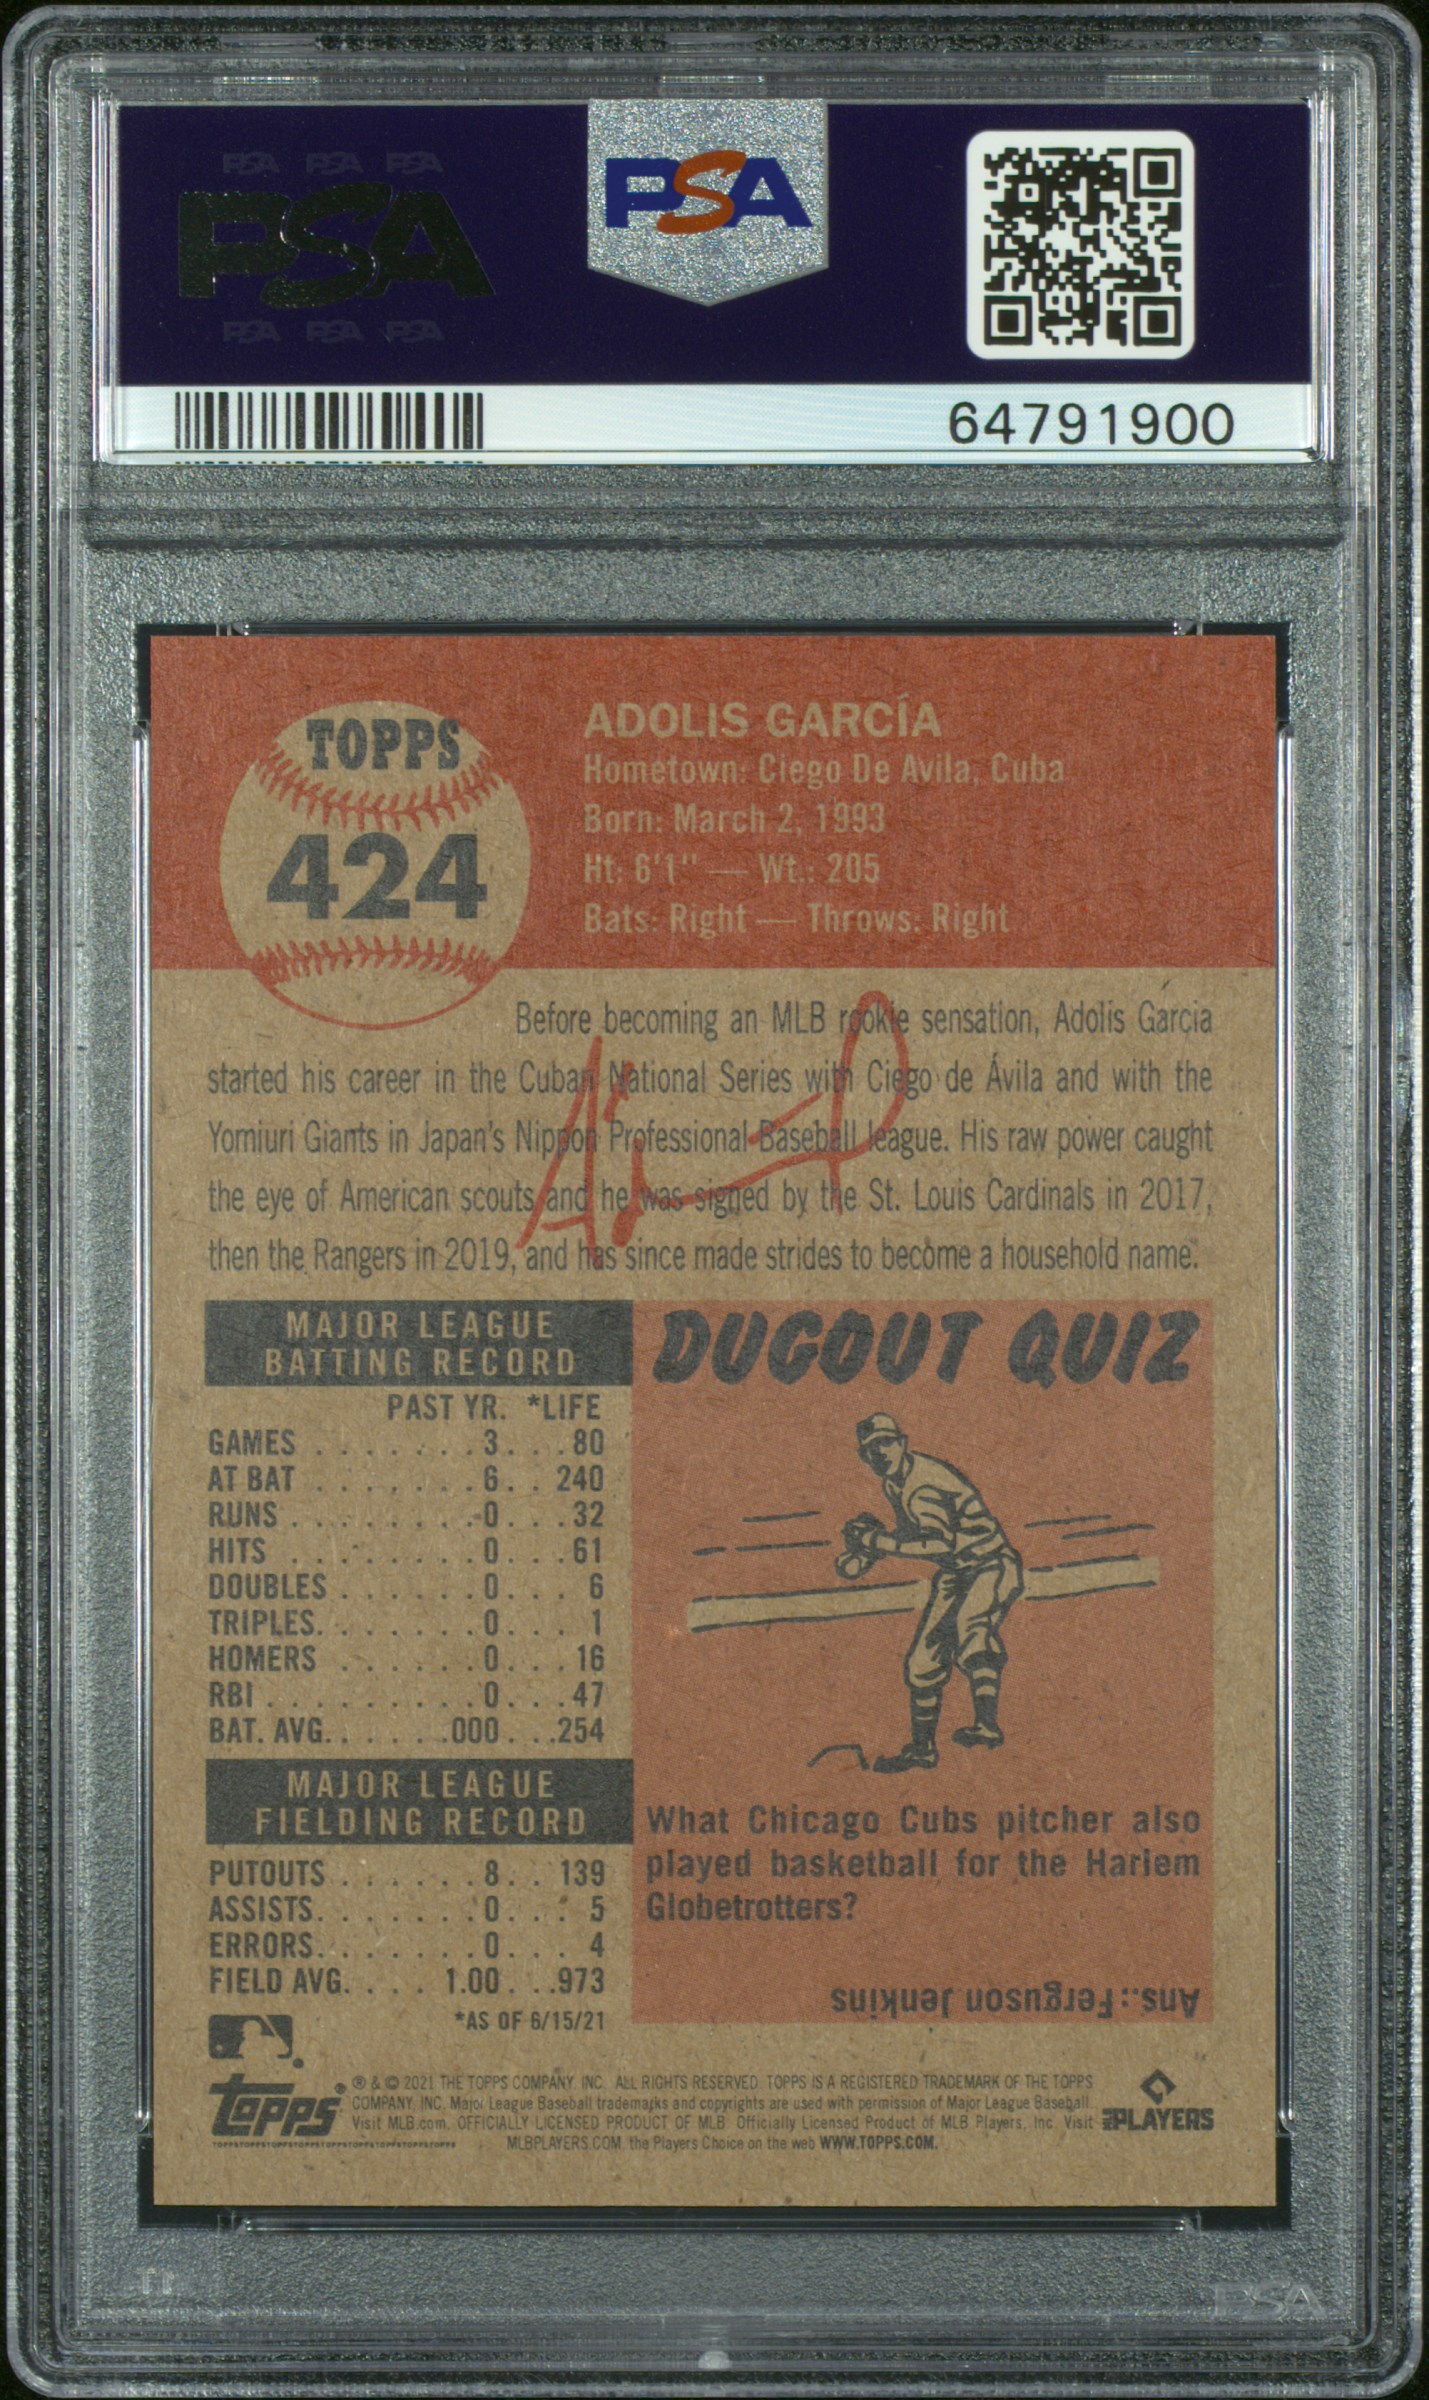 PSA PSA PSA
PSA
PSA PSA PSA
PSA
64791900
TOPPS
424
ADOLIS GARCÍA
Hometown: Ciego De Avila, Cuba
Born: March 2, 1993
Ht: 6'1" — Wt.: 205
Bats: Right — Throws: Right
Before becoming an MLB rookie sensation, Adolis Garcia
started his career in the Cuban National Series with Ciego de Ávila and with the
Yomiuri Giants in Japan's Nippon Professional Baseball league. His raw power caught
the eye of American scouts and he was signed by the St. Louis Cardinals in 2017,
then the Rangers in 2019, and has since made strides to become a household name.
MAJOR LEAGUE
BATTING RECORD
PAST YR. *LIFE
GAMES . . . . . . . 3. . . 80
AT BAT . . . . . . . 6. . 240
RUNS . . . . . . . . 0. . . 32
HITS . . . . . . . . 0. . . 61
DOUBLES . . . . . . 0. . . 6
TRIPLES. . . . . . . 0. . . 1
HOMERS . . . . . . 0. . . 16
RBI . . . . . . . . . 0. . . 47
BAT. AVG. . . . . .000 . . .254
MAJOR LEAGUE
FIELDING RECORD
PUTOUTS . . . . . . 8. . 139
ASSISTS. . . . . . . 0. . . 5
ERRORS. . . . . . . 0. . . 4
FIELD AVG. . . . 1.00 . .973
*AS OF 6/15/21
DUGOUT QUIZ
What Chicago Cubs pitcher also
played basketball for the Harlem
Globetrotters?
Ans.: Ferguson Jenkins
TOPPS
® & © 2021 THE TOPPS COMPANY, INC. ALL RIGHTS RESERVED. TOPPS IS A REGISTERED TRADEMARK OF THE TOPPS
COMPANY, INC. Major League Baseball trademarks and copyrights are used with permission of Major League Baseball.
Visit MLB.com. OFFICIALLY LICENSED PRODUCT OF MLB Officially Licensed Product of MLB Players, Inc. Visit
MLBPLAYERS.COM, the Players Choice on the web WWW.TOPPS.COM.
TOPPSTOPPSTOPPSTOPPSTOPPSTOPPSTOPPSTOPPSTOPPS
PLAYERS
PSA